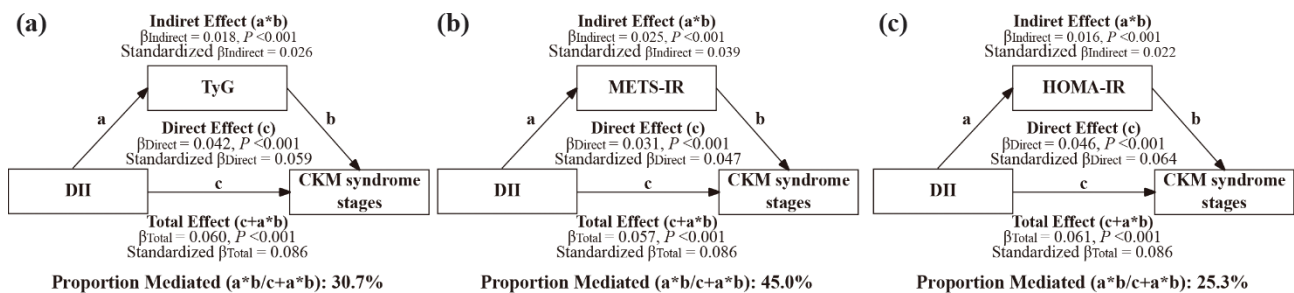 (a)
Indiret Effect (a*b)
βIndirect = 0.018, P <0.001
Standardized βIndirect = 0.026
TyG
a
b
Direct Effect (c)
βDirect = 0.042, P <0.001
Standardized βDirect = 0.059
DII
c
CKM syndrome
stages
Total Effect (c+a*b)
βTotal = 0.060, P <0.001
Standardized βTotal = 0.086
Proportion Mediated (a*b/c+a*b): 30.7%
(b)
Indiret Effect (a*b)
βIndirect = 0.025, P <0.001
Standardized βIndirect = 0.039
METS-IR
a
b
Direct Effect (c)
βDirect = 0.031, P <0.001
Standardized βDirect = 0.047
DII
c
CKM syndrome
stages
Total Effect (c+a*b)
βTotal = 0.057, P <0.001
Standardized βTotal = 0.086
Proportion Mediated (a*b/c+a*b): 45.0%
(c)
Indiret Effect (a*b)
βIndirect = 0.016, P <0.001
Standardized βIndirect = 0.022
HOMA-IR
a
b
Direct Effect (c)
βDirect = 0.046, P <0.001
Standardized βDirect = 0.064
DII
c
CKM syndrome
stages
Total Effect (c+a*b)
βTotal = 0.061, P <0.001
Standardized βTotal = 0.086
Proportion Mediated (a*b/c+a*b): 25.3%